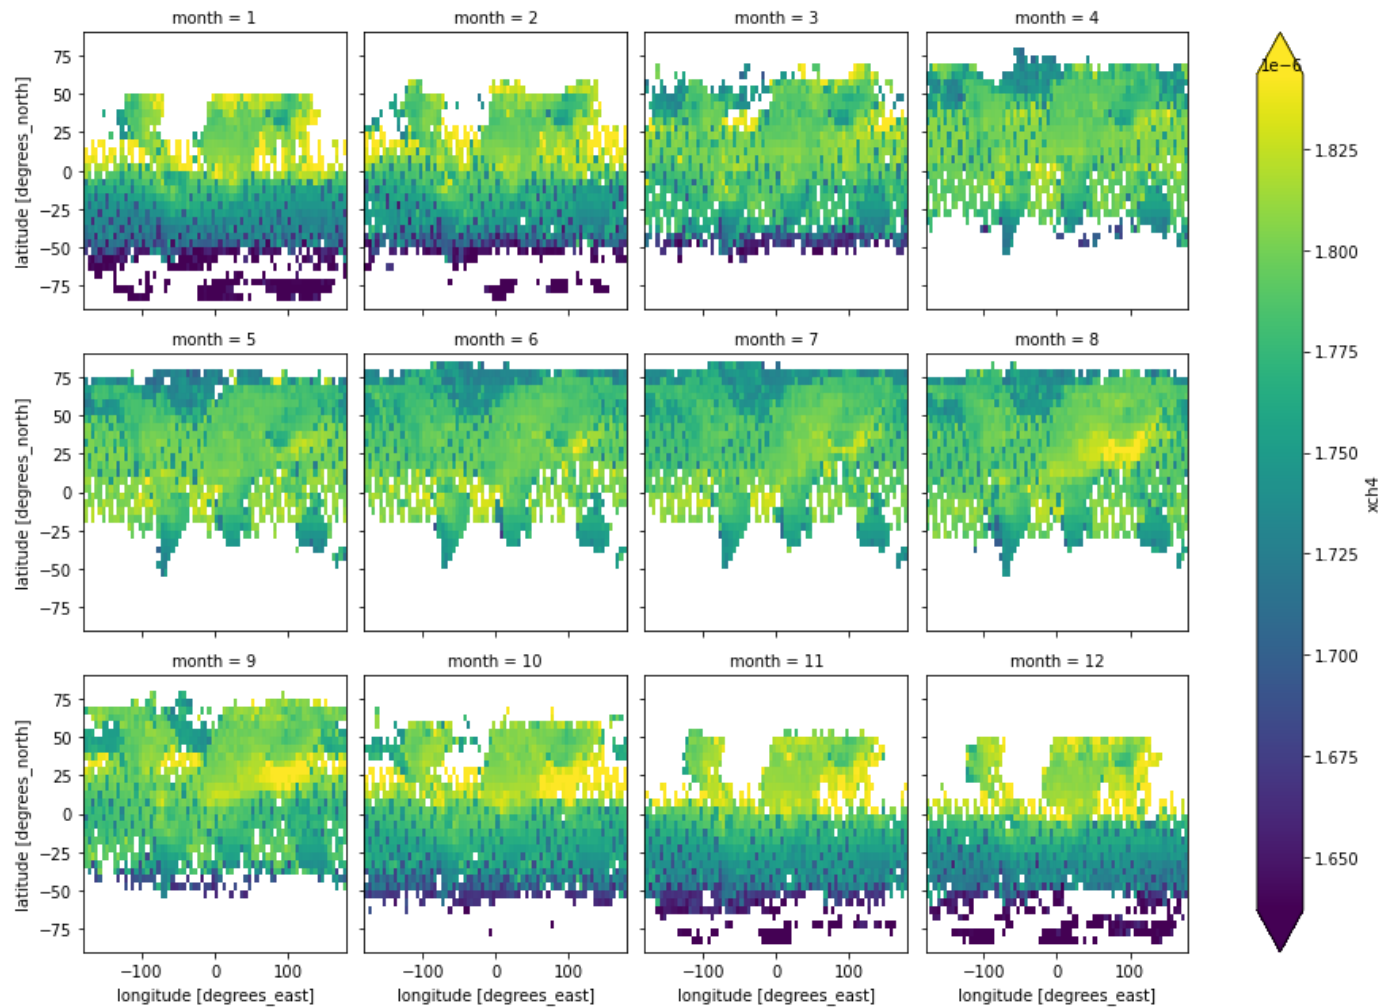 month = 1
month = 2
month = 3
month = 4
latitude [degrees_north]
75
50
25
0
−25
−50
−75
month = 5
month = 6
month = 7
month = 8
latitude [degrees_north]
75
50
25
0
−25
−50
−75
month = 9
month = 10
month = 11
month = 12
latitude [degrees_north]
75
50
25
0
−25
−50
−75
−100 0 100
−100 0 100
−100 0 100
−100 0 100
longitude [degrees_east]
longitude [degrees_east]
longitude [degrees_east]
longitude [degrees_east]
1e−6
1.825
1.800
1.775
1.750
1.725
1.700
1.675
1.650
xch4